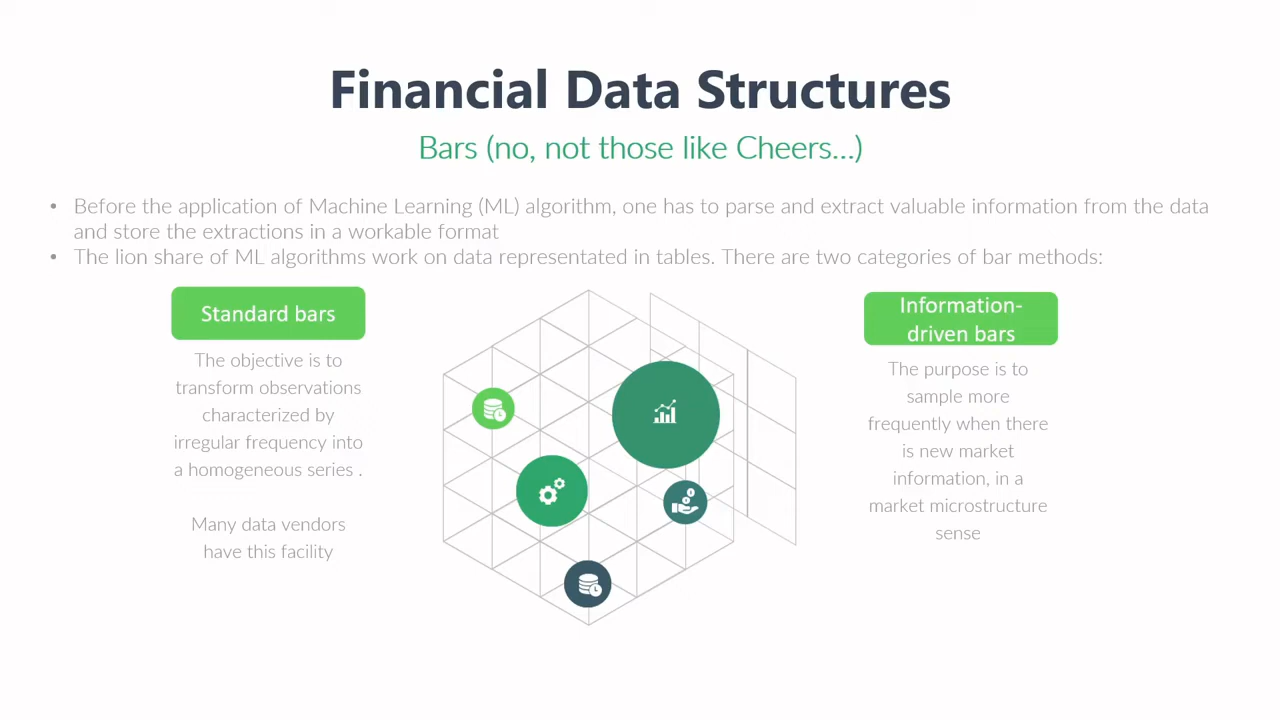 Financial Data Structures
Bars (no, not those like Cheers...)
• Before the application of Machine Learning (ML) algorithm, one has to parse and extract valuable information from the data
and store the extractions in a workable format
• The lion share of ML algorithms work on data representated in tables. There are two categories of bar methods:
Standard bars
The objective is to
transform observations
characterized by
irregular frequency into
a homogeneous series .
Many data vendors
have this facility
Information-
driven bars
The purpose is to
sample more
frequently when there
is new market
information, in a
market microstructure
sense